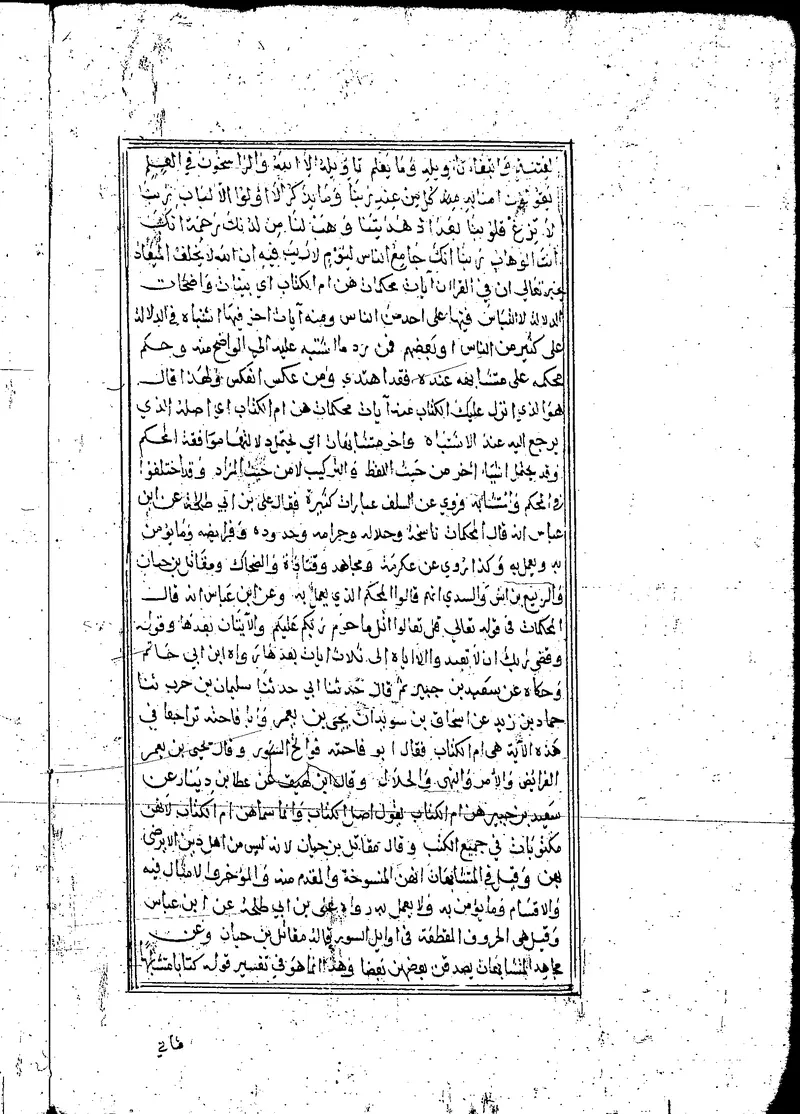 الفتنة وابتغاء تاويله وما يعلم تاويله الا الله والراسخون في العلم
يقولون امنا به كل من عند ربنا وما يذكر الا اولوا الالباب ربنا
لا تزغ قلوبنا بعد اذ هديتنا وهب لنا من لدنك رحمة انك
انت الوهاب ربنا انك جامع الناس ليوم لا ريب فيه ان الله لا يخلف الميعاد
يخبر تعالى ان في القران آيات محكمات هن ام الكتاب اي بينات واضحات
الدلالة لا التباس فيها على احد من الناس ومنه آيات اخر فيها اشتباه في الدلالة
على كثير من الناس او بعضهم فمن رد ما اشتبه عليه الى الواضح منه وحكم
محكمه على متشابهه عنده فقد اهتدى ومن عكس انعكس ولهذا قال
هو الذي انزل عليك الكتاب منه آيات محكمات هن ام الكتاب اي اصله الذي
يرجع اليه عند الاشتباه واخر متشابهات اي تحتمل دلالتها موافقة المحكم
وقد يحتمل اشياء اخر من حيث اللفظ والتركيب لا من حيث المراد وقد اختلفوا
في المحكم والمتشابه وروي عن السلف عبارات كثيرة فقال علي بن ابي طلحة عن ابن
عباس انه قال المحكمات ناسخه وحلاله وحرامه وحدوده وفرايضه وما يؤمن
به ويعمل به وكذا روي عن عكرمة ومجاهد وقتادة والضحاك ومقاتل بن حيان
والربيع بن انس والسدي انهم قالوا المحكم الذي يعمل به وعن ابن عباس انه قال
المحكمات في قوله تعالى قل تعالوا اتل ما حرم ربكم عليكم والآيتان بعدها وقوله
وقضى ربك ان لا تعبدوا الا اياه الى ثلاث ايات بعدها رواه ابن ابي حاتم
وحكاه عن سعيد بن جبير ثم قال حدثنا ابي حدثنا سليمان بن حرب ثنا
حماد بن زيد عن اسحاق بن سويد ان يحيى بن يعمر وابا فاخته تراجعا في
هذه الآية هن ام الكتاب فقال ابو فاخته فواتح السور وقال يحيى بن يعمر
الفرائض والامر والنهي والحلال وقال ابن لهيعة عن عطا بن دينار عن
سعيد بن جبير هن ام الكتاب يقول اصل الكتاب وانما سماهن ام الكتاب لانهن
مكتوبات في جميع الكتب وقال مقاتل بن حيان لانه ليس من اهل دين الا يرضى
بهن وقيل في المتشابهات انهن المنسوخة والمقدم منه والمؤخر والامثال فيه
والاقسام وما يؤمن به ولا يعمل به رواه علي بن ابي طلحة عن ابن عباس
وقيل هي الحروف المقطعة في اوايل السور قاله مقاتل بن حيان وعن
مجاهد المتشابهات يصدق بعضهن بعضا وهذا انما هو في تفسير قوله كتابا متشابها